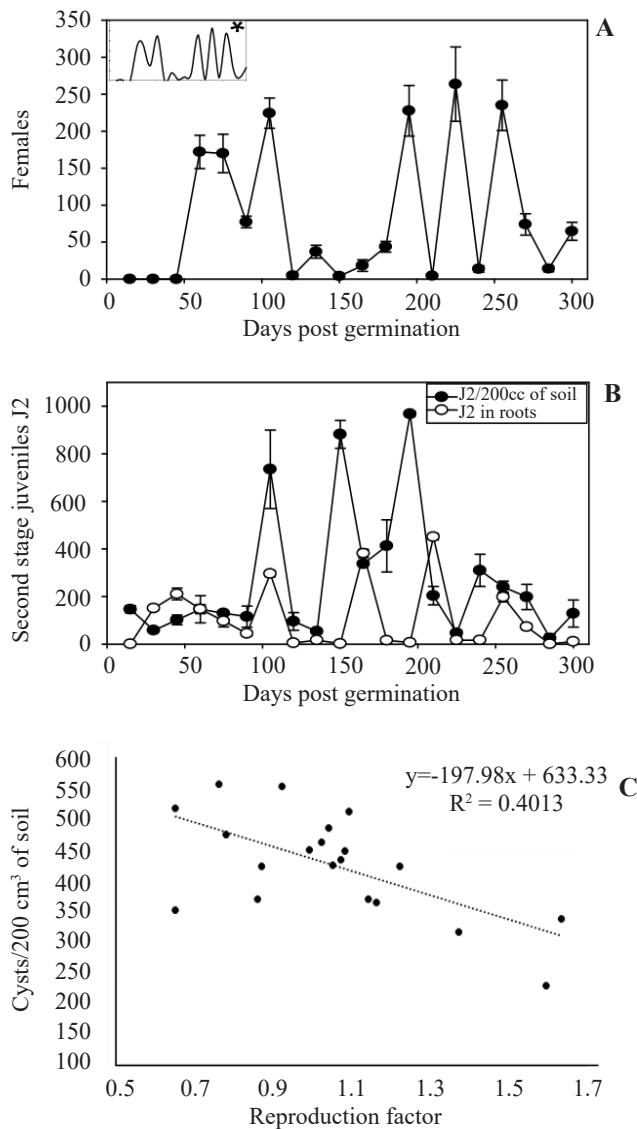 A
*
350
300
250
200
150
100
50
0
Females
0 50 100 150 200 250 300
Days post germination
B
J2/200cc of soil
J2 in roots
1000
800
600
400
200
0
Second stage juveniles J2
0 50 100 150 200 250 300
Days post germination
C
y=-197.98x + 633.33
R² = 0.4013
600
550
500
450
400
350
300
250
200
150
100
Cysts/200 cm³ of soil
0.5 0.7 0.9 1.1 1.3 1.5 1.7
Reproduction factor